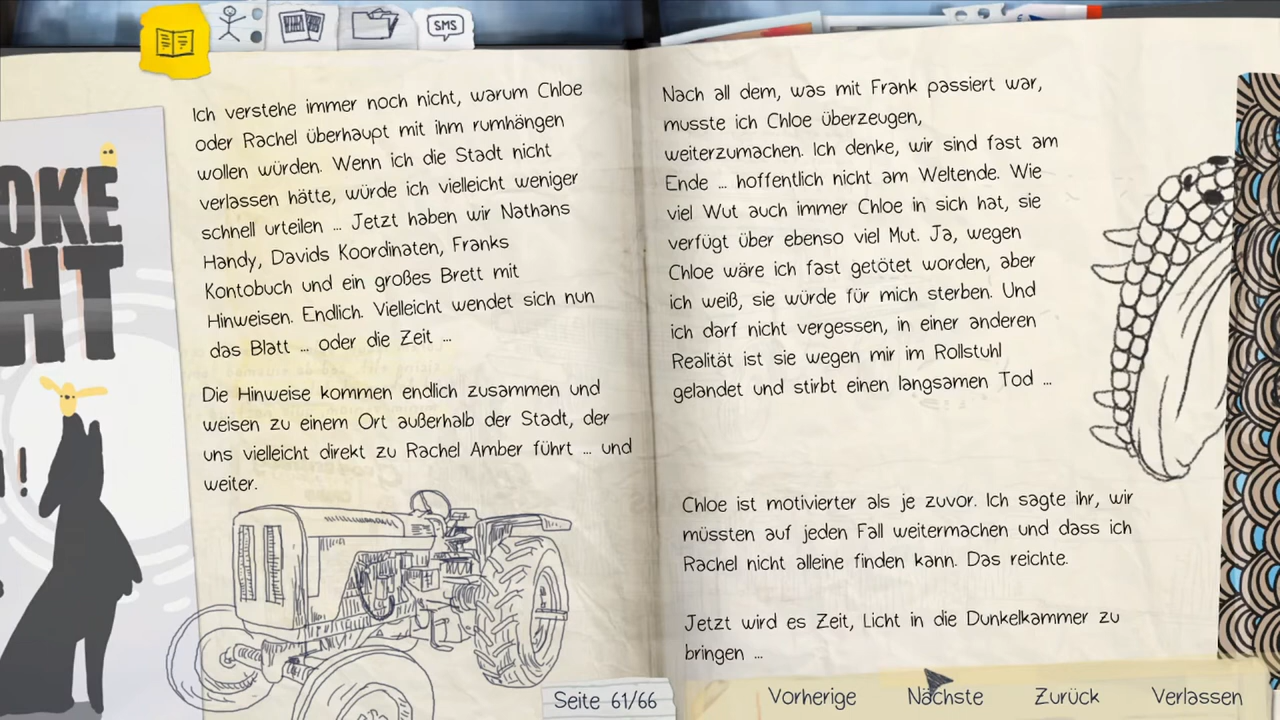 SMS
OKE
HT
!
Ich verstehe immer noch nicht, warum Chloe
oder Rachel überhaupt mit ihm rumhängen
wollen würden. Wenn ich die Stadt nicht
verlassen hätte, würde ich vielleicht weniger
schnell urteilen ... Jetzt haben wir Nathans
Handy, Davids Koordinaten, Franks
Kontobuch und ein großes Brett mit
Hinweisen. Endlich. Vielleicht wendet sich nun
das Blatt ... oder die Zeit ...
Die Hinweise kommen endlich zusammen und
weisen zu einem Ort außerhalb der Stadt, der
uns vielleicht direkt zu Rachel Amber führt ... und
weiter.
Nach all dem, was mit Frank passiert war,
musste ich Chloe überzeugen,
weiterzumachen. Ich denke, wir sind fast am
Ende ... hoffentlich nicht am Weltende. Wie
viel Wut auch immer Chloe in sich hat, sie
verfügt über ebenso viel Mut. Ja, wegen
Chloe wäre ich fast getötet worden, aber
ich weiß, sie würde für mich sterben. Und
ich darf nicht vergessen, in einer anderen
Realität ist sie wegen mir im Rollstuhl
gelandet und stirbt einen langsamen Tod ...
Chloe ist motivierter als je zuvor. Ich sagte ihr, wir
müssten auf jeden Fall weitermachen und dass ich
Rachel nicht alleine finden kann. Das reichte.
Jetzt wird es Zeit, Licht in die Dunkelkammer zu
bringen ...
Seite 61/66
Vorherige Nächste Zurück Verlassen